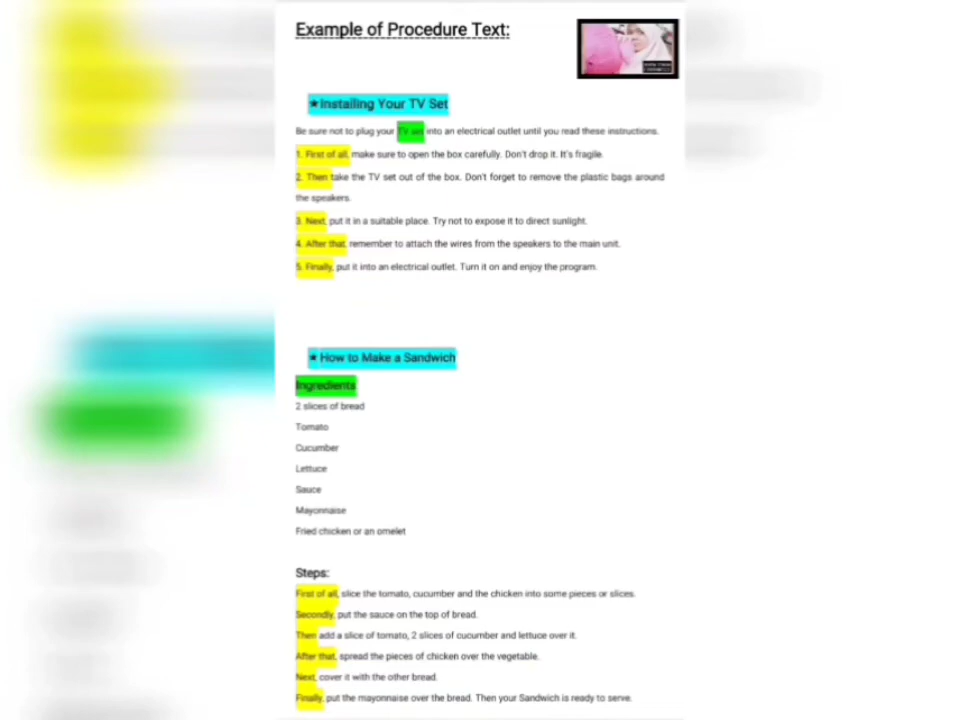 Example of Procedure Text:
★Installing Your TV Set
Be sure not to plug your TV set into an electrical outlet until you read these instructions.
1. First of all, make sure to open the box carefully. Don't drop it. It's fragile.
2. Then take the TV set out of the box. Don't forget to remove the plastic bags around
the speakers.
3. Next, put it in a suitable place. Try not to expose it to direct sunlight.
4. After that, remember to attach the wires from the speakers to the main unit.
5. Finally, put it into an electrical outlet. Turn it on and enjoy the program.
★ How to Make a Sandwich
Ingredients
2 slices of bread
Tomato
Cucumber
Lettuce
Sauce
Mayonnaise
Fried chicken or an omelet
Steps:
First of all, slice the tomato, cucumber and the chicken into some pieces or slices.
Secondly, put the sauce on the top of bread.
Then add a slice of tomato, 2 slices of cucumber and lettuce over it.
After that, spread the pieces of chicken over the vegetable.
Next, cover it with the other bread.
Finally, put the mayonnaise over the bread. Then your Sandwich is ready to serve.